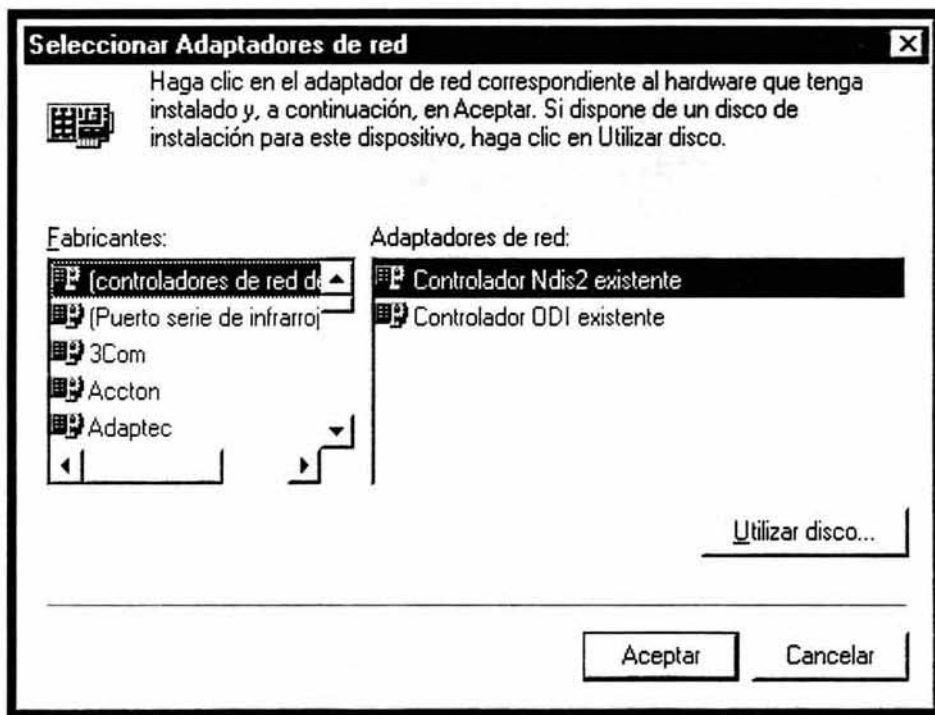 Seleccionar Adaptadores de red
Haga clic en el adaptador de red correspondiente al hardware que tenga
instalado y, a continuación, en Aceptar. Si dispone de un disco de
instalación para este dispositivo, haga clic en Utilizar disco.
Fabricantes:
(controladores de red de
(Puerto serie de infrarroj
3Com
Accton
Adaptec
Adaptadores de red:
Controlador Ndis2 existente
Controlador ODI existente
Utilizar disco...
Aceptar
Cancelar